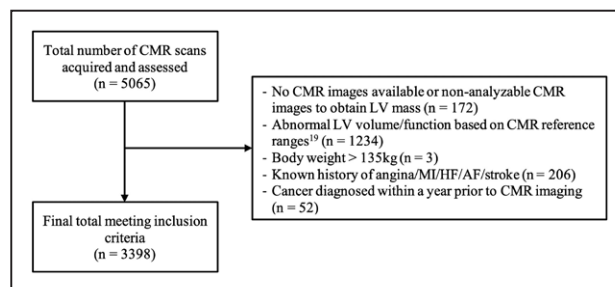 Total number of CMR scans
acquired and assessed
(n = 5065)
- No CMR images available or non-analyzable CMR
images to obtain LV mass (n = 172)
- Abnormal LV volume/function based on CMR reference
ranges¹⁹(n = 1234)
- Body weight > 135kg (n = 3)
- Known history of angina/MI/HF/AF/stroke (n = 206)
- Cancer diagnosed within a year prior to CMR imaging
(n = 52)
Final total meeting inclusion
criteria
(n = 3398)